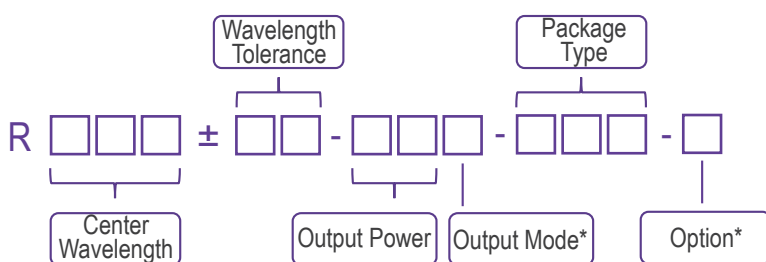 Wavelength
Tolerance
Package
Type
R ± - - -
Center
Wavelength
Output Power
Output Mode*
Option*